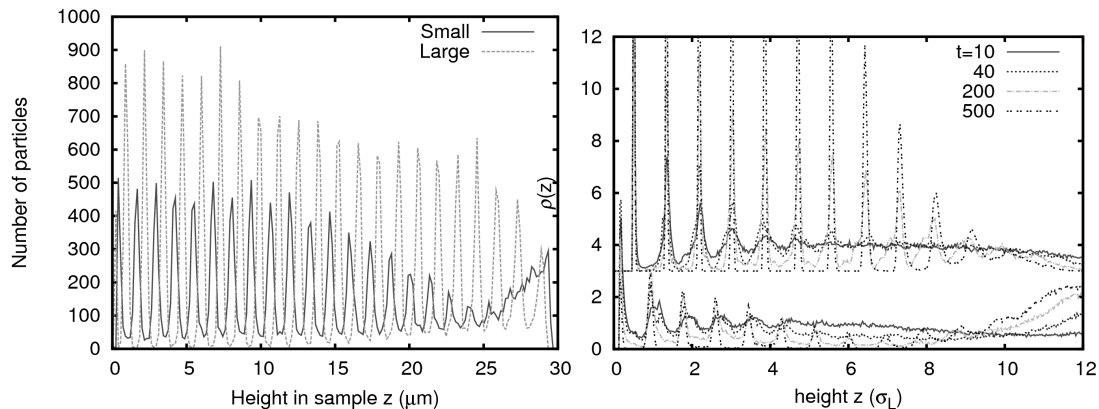 1000
900
800
700
600
500
400
300
200
100
0
Number of particles
Small
Large
0 5 10 15 20 25 30
Height in sample z (μm)
12
10
8
6
4
2
0
ρ(z)
t=10
40
200
500
0 2 4 6 8 10 12
height z (σL)